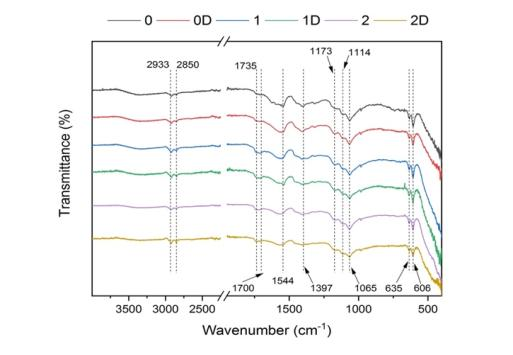 0 0D 1 1D 2 2D
2933 2850 1735 1173 1114
Transmittance (%)
1700 1544 1397 1065 635 606
3500 3000 2500 1500 1000 500
Wavenumber (cm-1)